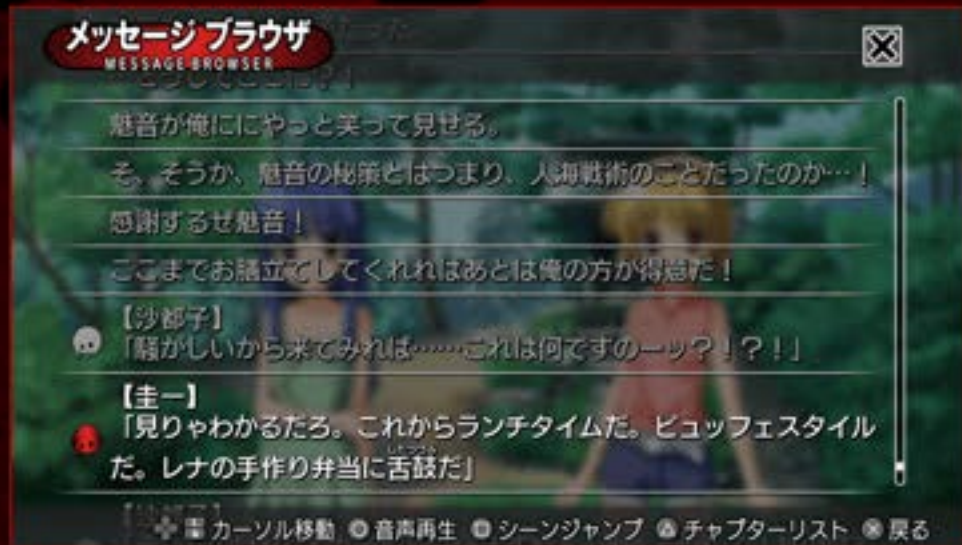 メッセージ ブラウザ
MESSAGE BROWSER
魅音が俺ににやっと笑って見せる。
そ、そうか、魅音の秘策とはつまり、人海戦術のことだったのか…！
感謝するぜ魅音！
ここまでお膳立てしてくれればあとは俺の方が得意だ！
【沙都子】
「騒がしいから来てみれば……これは何ですのーッ？！？！」
【圭一】
「見りゃわかるだろ。これからランチタイムだ。ビュッフェスタイル
だ。レナの手作り弁当に舌鼓だ」
カーソル移動 音声再生 シーンジャンプ チャプターリスト 戻る